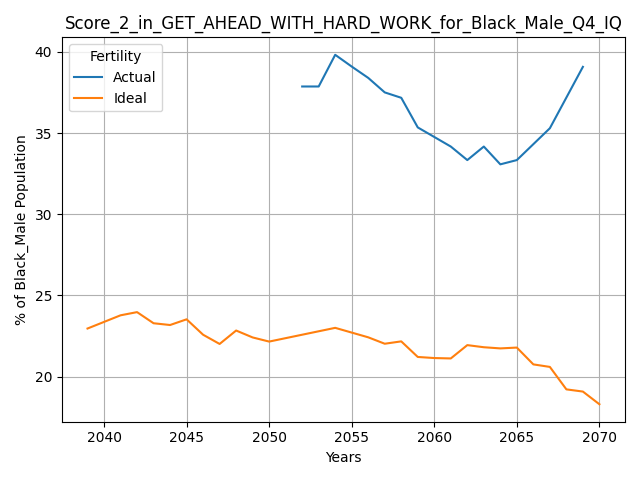 Score_2_in_GET_AHEAD_WITH_HARD_WORK_for_Black_Male_Q4_IQ
Fertility
Actual
Ideal
% of Black_Male Population
40
35
30
25
20
2040
2045
2050
2055
2060
2065
2070
Years